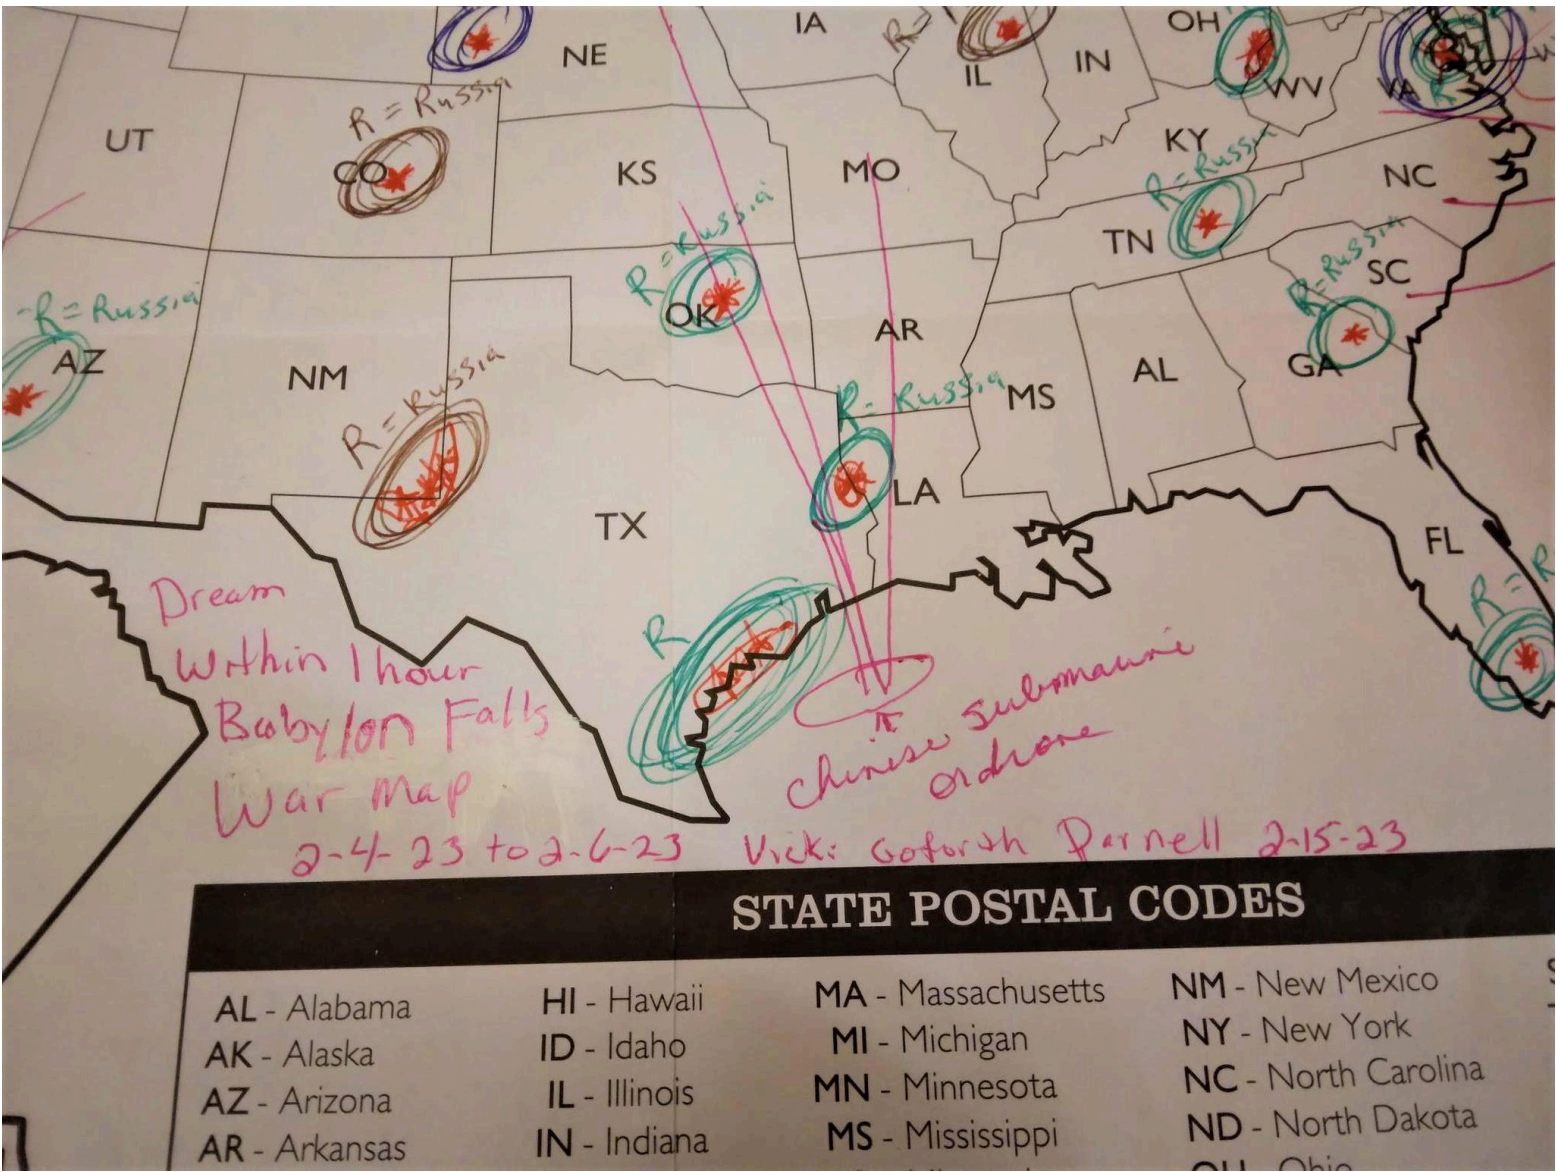 IA
OH
NE
IL
IN
WV
VA
R =
R = Russia
UT
CO
KS
MO
KY
R = Russia
NC
TN
R = Russia
R = Russia
SC
R = Russia
R = Russia
AZ
OK
AR
NM
R = Russia
R = Russia
MS
AL
GA
LA
TX
FL
R = R
R
Dream
Within 1 hour
Babylon Falls
War Map
2-4-23 to 2-6-23
Chinese submarine
or drone
Vicki Goforth Parnell 2-15-23
STATE POSTAL CODES
AL - Alabama
AK - Alaska
AZ - Arizona
AR - Arkansas
HI - Hawaii
ID - Idaho
IL - Illinois
IN - Indiana
MA - Massachusetts
MI - Michigan
MN - Minnesota
MS - Mississippi
NM - New Mexico
NY - New York
NC - North Carolina
ND - North Dakota
OH - Ohio